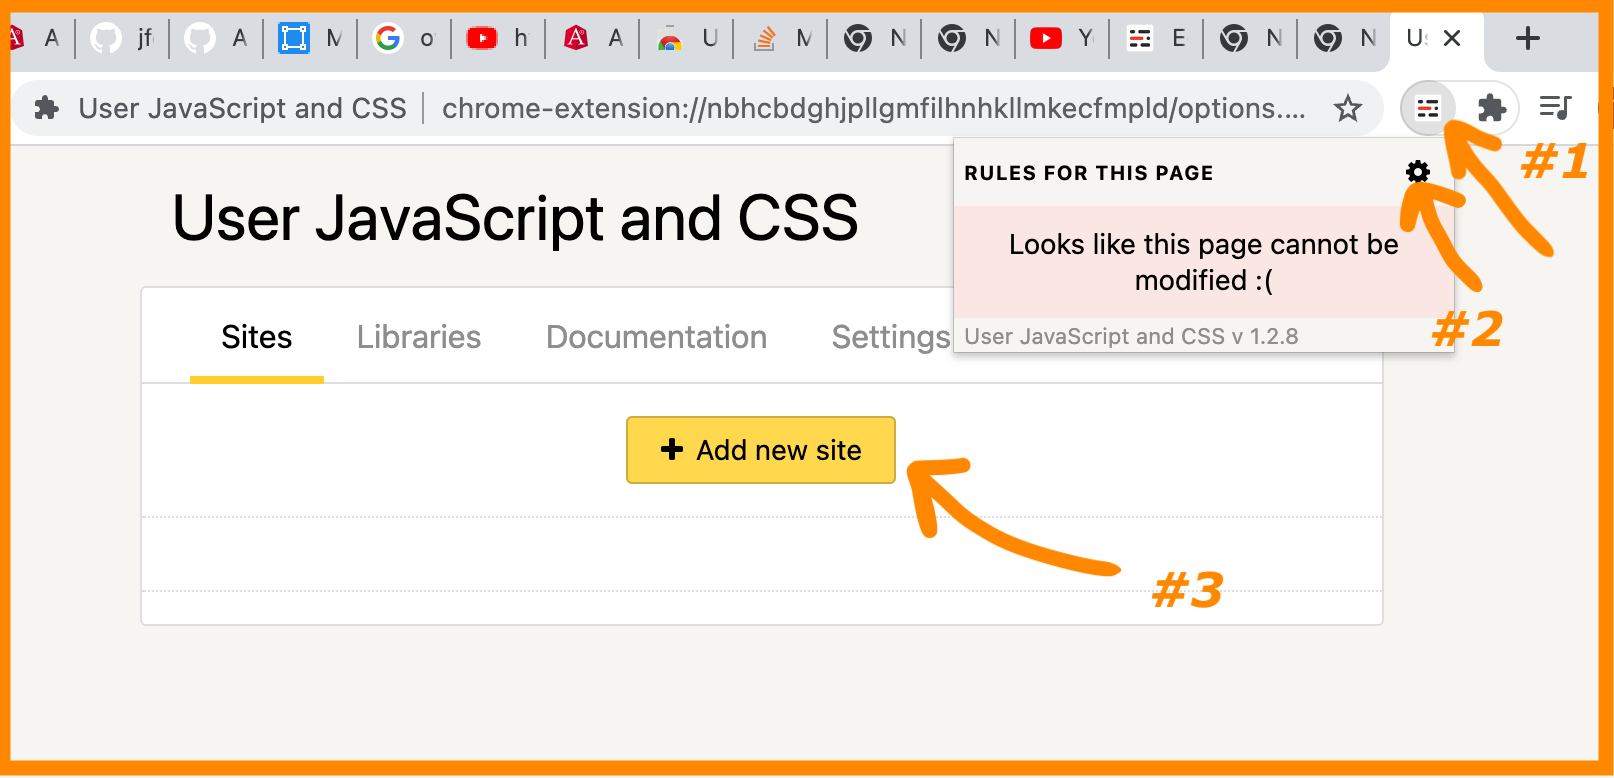 A jf A M o h A U M N N Y E N N Us
User JavaScript and CSS chrome-extension://nbhcbdghjpllgmfilhnhkllmkecfmpld/options....
#1
RULES FOR THIS PAGE
User JavaScript and CSS
Looks like this page cannot be
modified :(
#2
Sites Libraries Documentation Settings
User JavaScript and CSS v 1.2.8
Add new site
#3